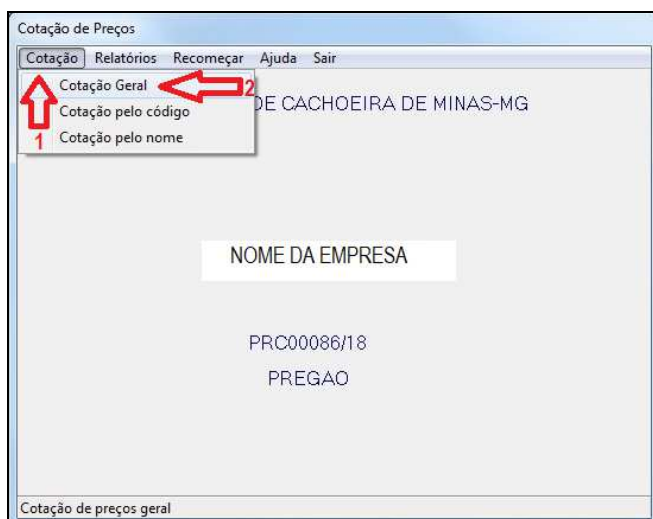 Cotação de Preços
Cotação Relatórios Recomeçar Ajuda Sair
Cotação Geral 2
DE CACHOEIRA DE MINAS-MG
Cotação pelo código
1 Cotação pelo nome
NOME DA EMPRESA
PRC00086/18
PREGAO
Cotação de preços geral